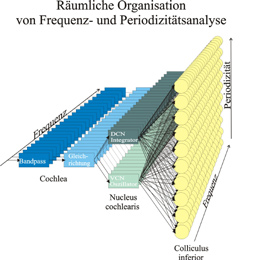 Räumliche Organisation
von Frequenz- und Periodizitätsanalyse
Frequenz
Periodizität
DCN
Integrator
Bandpass
Gleich-
richtung
VCN
Oszillator
Frequenz
Cochlea
Nucleus
cochlearis
Colliculus
inferior